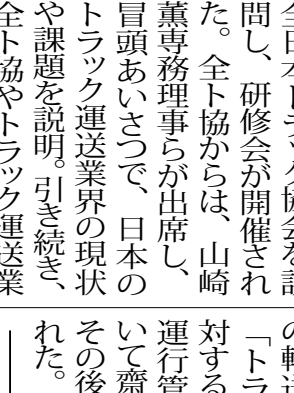 全日本トラック協会を訪
問し、研修会が開催され
た。全ト協からは、山崎
薫専務理事らが出席し、
冒頭あいさつで、日本の
トラック運送業界の現状
や課題を説明。引き続き、
全ト協やトラック運送業
の輸送
「トラ
対する
運行管
いて齋
その後
れた。